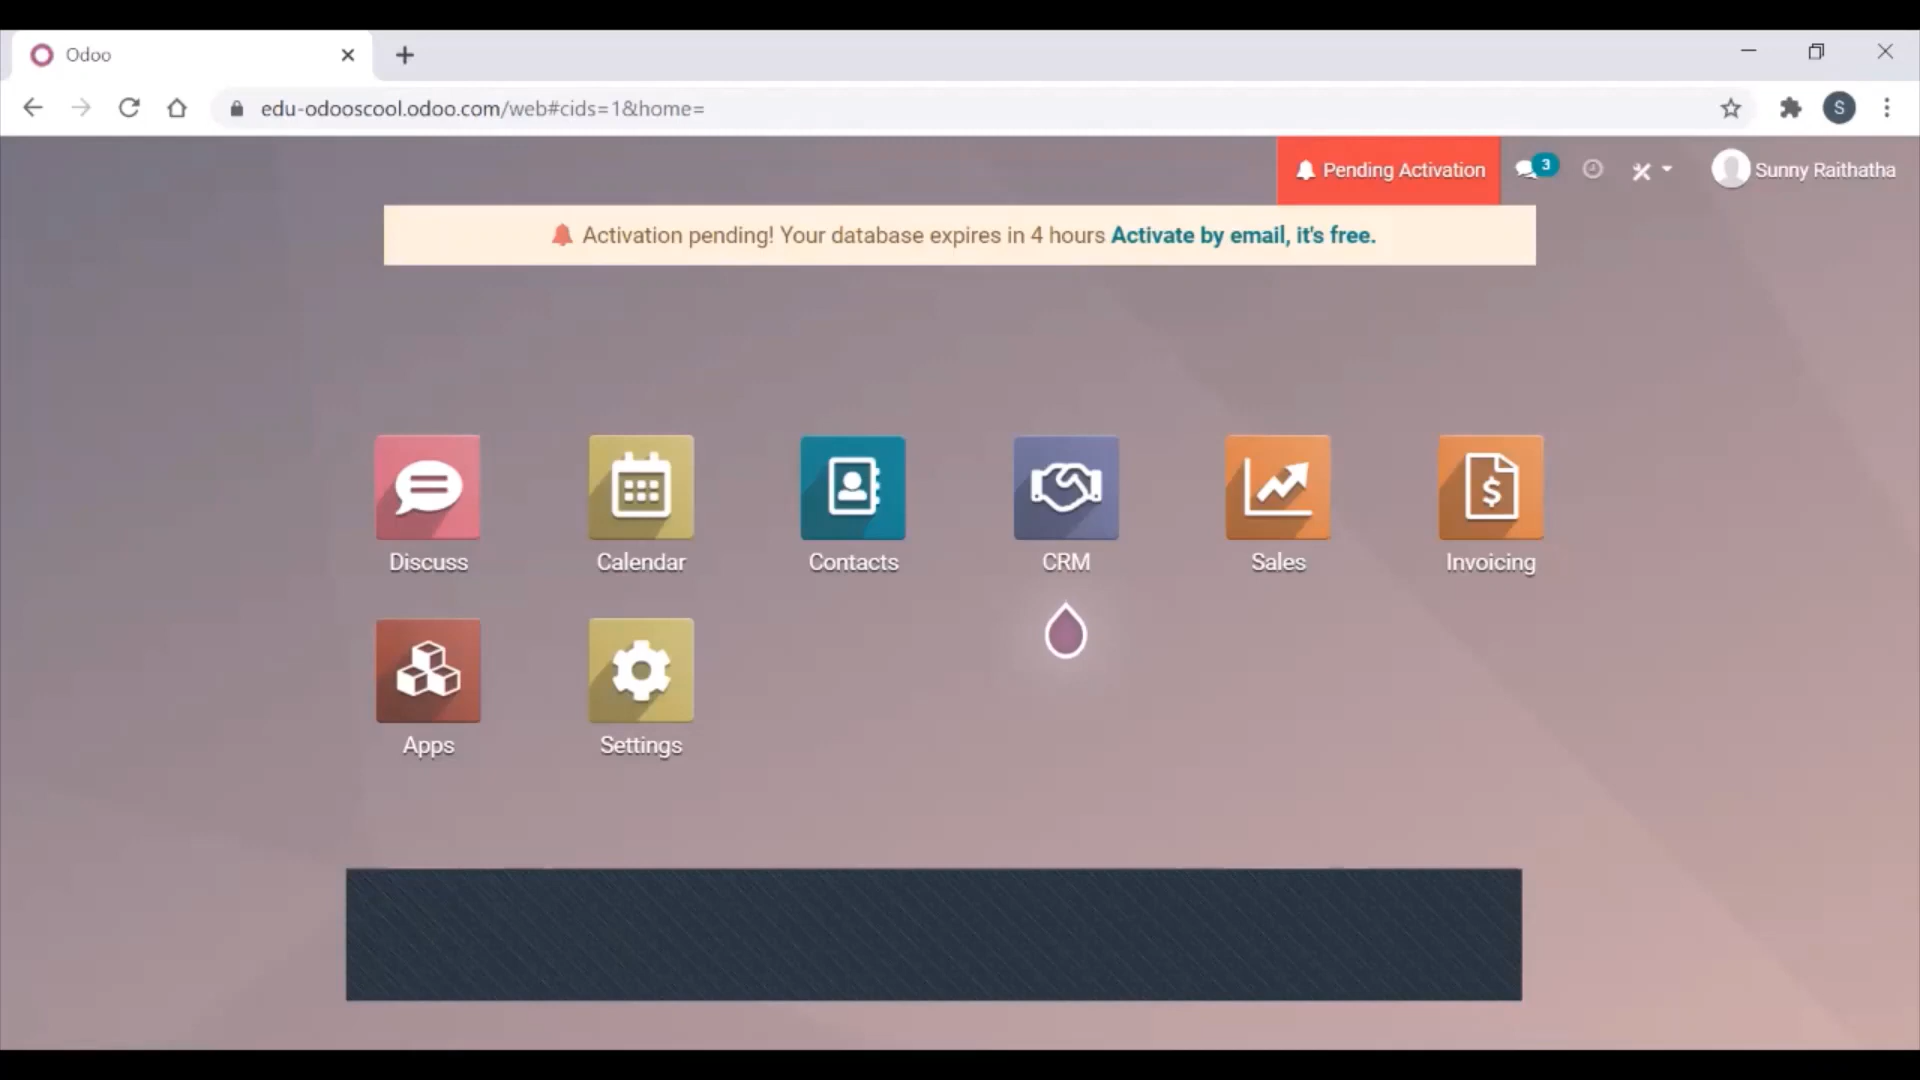 Odoo
edu-odooscool.odoo.com/web#cids=1&home=
S
Pending Activation
3
Sunny Raithatha
Activation pending! Your database expires in 4 hours Activate by email, it's free.
Discuss
Calendar
Contacts
CRM
Sales
Invoicing
Apps
Settings